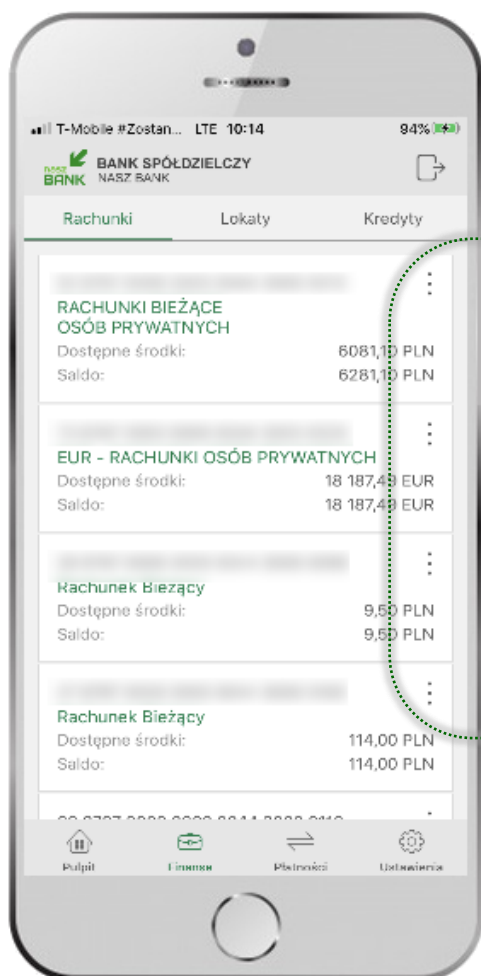 T-Mobile #Zostan... LTE 10:14 94%
nasz BANK
BANK SPÓŁDZIELCZY
NASZ BANK
Rachunki Lokaty Kredyty
RACHUNKI BIEŻĄCE
OSÓB PRYWATNYCH
Dostępne środki: 6081,10 PLN
Saldo: 6281,10 PLN
EUR - RACHUNKI OSÓB PRYWATNYCH
Dostępne środki: 18 187,49 EUR
Saldo: 18 187,49 EUR
Rachunek Bieżący
Dostępne środki: 9,50 PLN
Saldo: 9,50 PLN
Rachunek Bieżący
Dostępne środki: 114,00 PLN
Saldo: 114,00 PLN
Pulpit Finanse Płatności Ustawienia